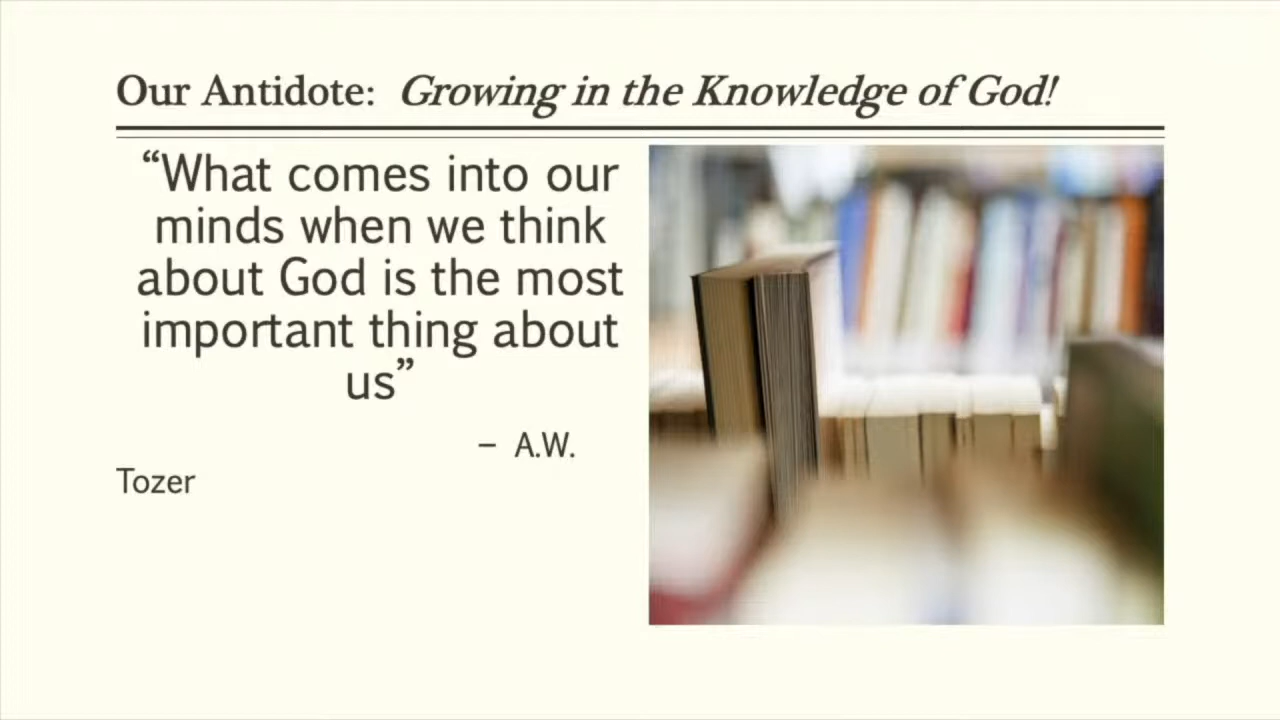 Our Antidote: Growing in the Knowledge of God!
“What comes into our
minds when we think
about God is the most
important thing about
us”
– A.W.
Tozer